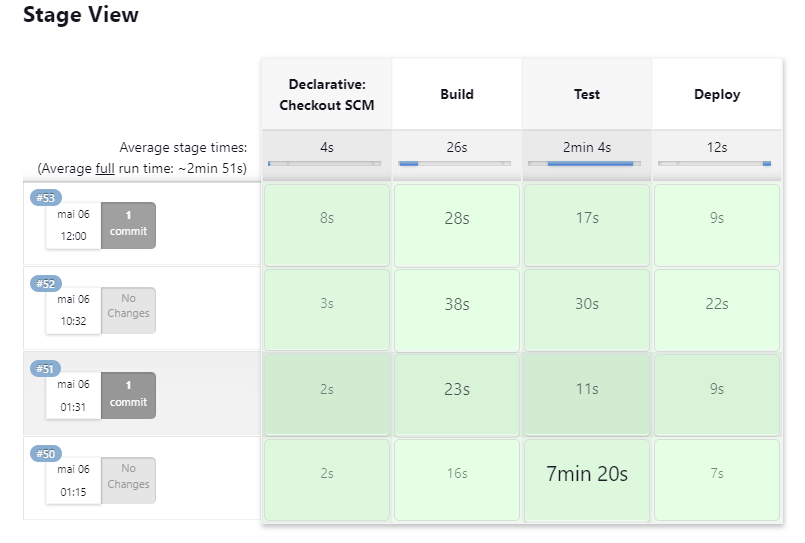 Stage View
Declarative:
Checkout SCM
Build
Test
Deploy
Average stage times:
(Average full run time: ~2min 51s)
4s
26s
2min 4s
12s
#53
mai 06
12:00
1
commit
8s
28s
17s
9s
#52
mai 06
10:32
No
Changes
3s
38s
30s
22s
#51
mai 06
01:31
1
commit
2s
23s
11s
9s
#50
mai 06
01:15
No
Changes
2s
16s
7min 20s
7s